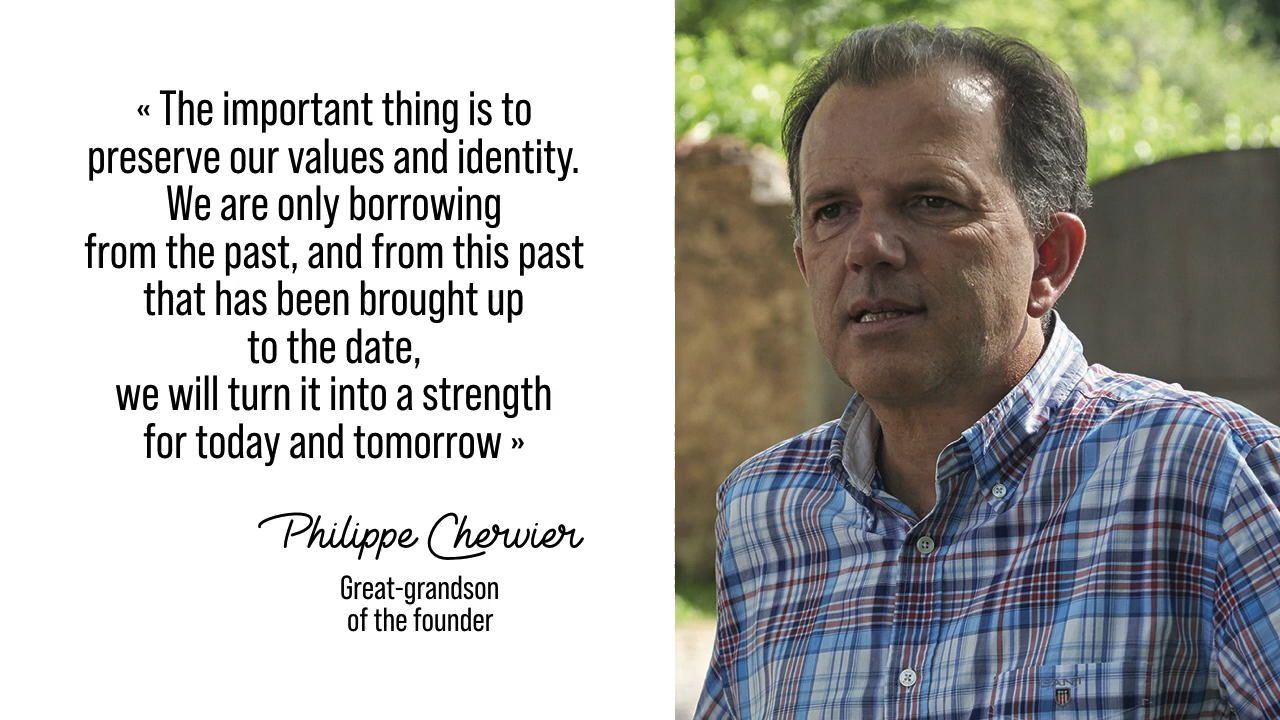 « The important thing is to
preserve our values and identity.
We are only borrowing
from the past, and from this past
that has been brought up
to the date,
we will turn it into a strength
for today and tomorrow »
Philippe Chervier
Great-grandson
of the founder
GANT